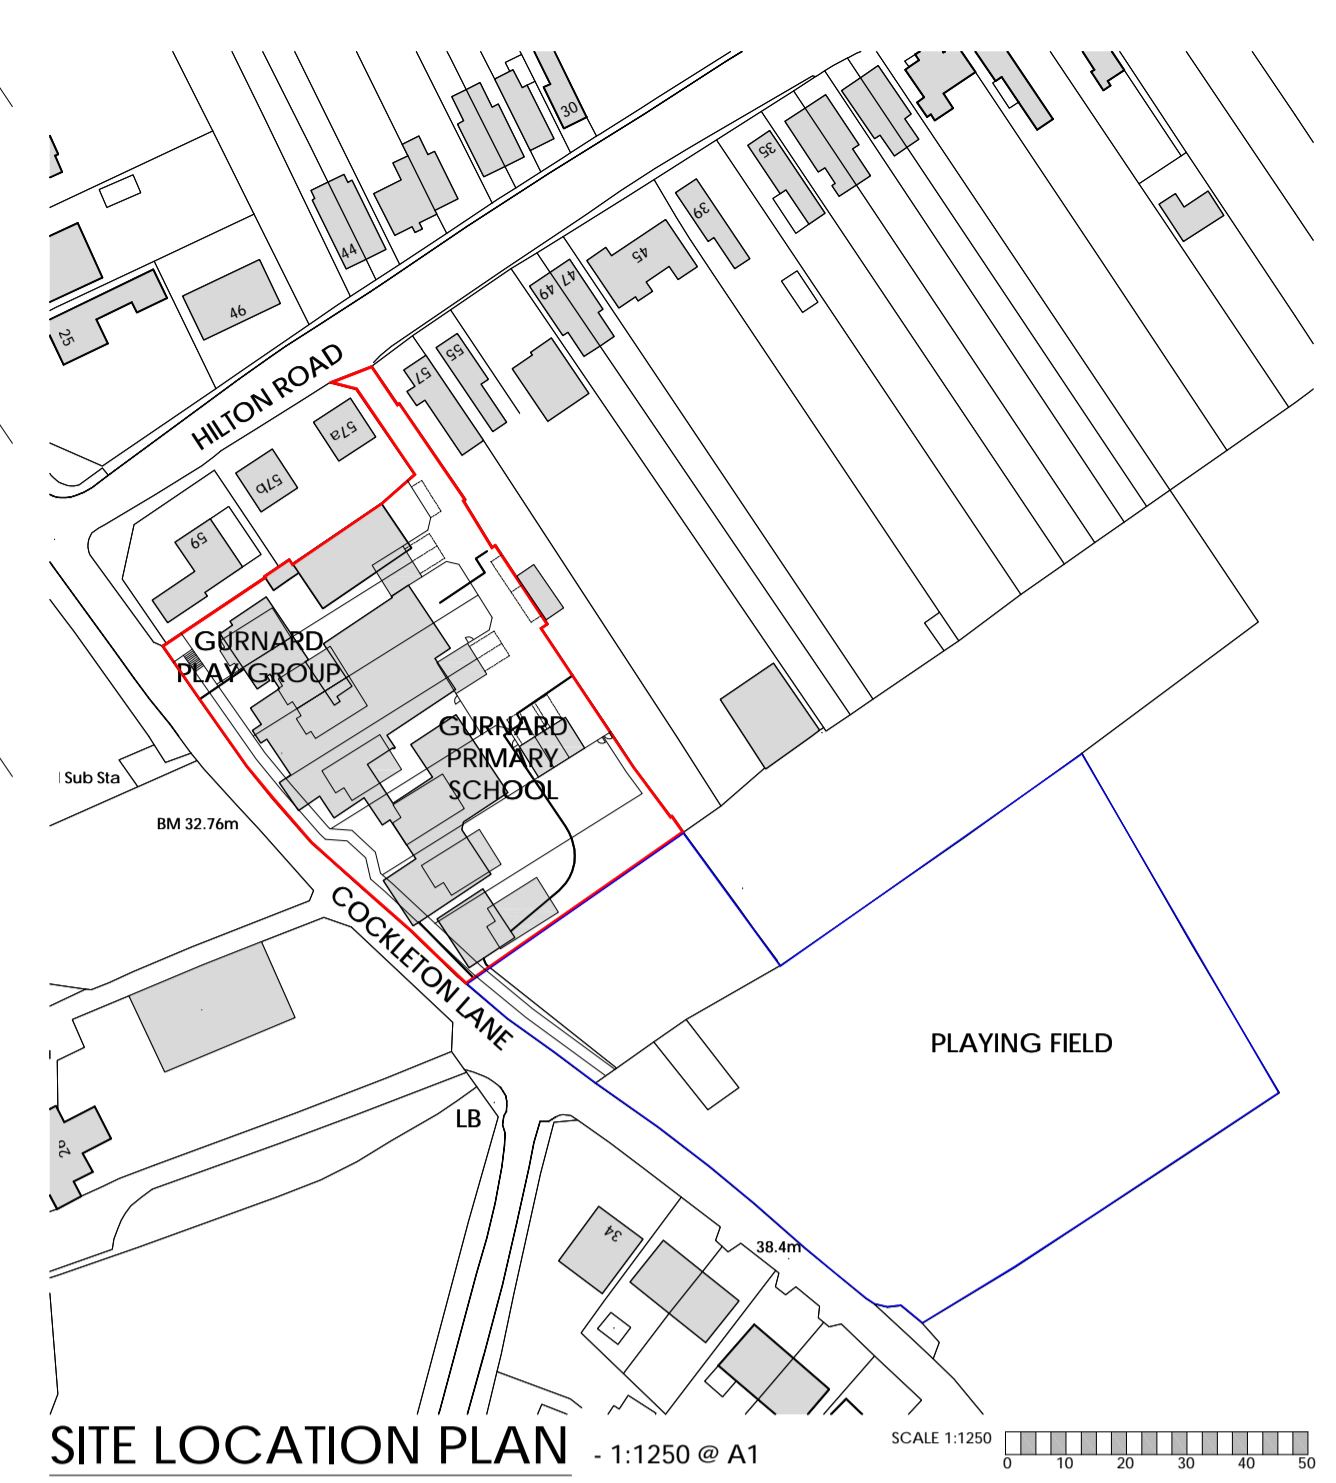 30
44
46
25
35
39
45
47
49
55
57
HILTON ROAD
57a
57b
59
GURNARD
PLAY GROUP
GURNARD
PRIMARY
SCHOOL
Sub Sta
BM 32.76m
COCKLETON LANE
PLAYING FIELD
LB
34
38.4m
SITE LOCATION PLAN - 1:1250 @ A1
SCALE 1:1250
0 10 20 30 40 50